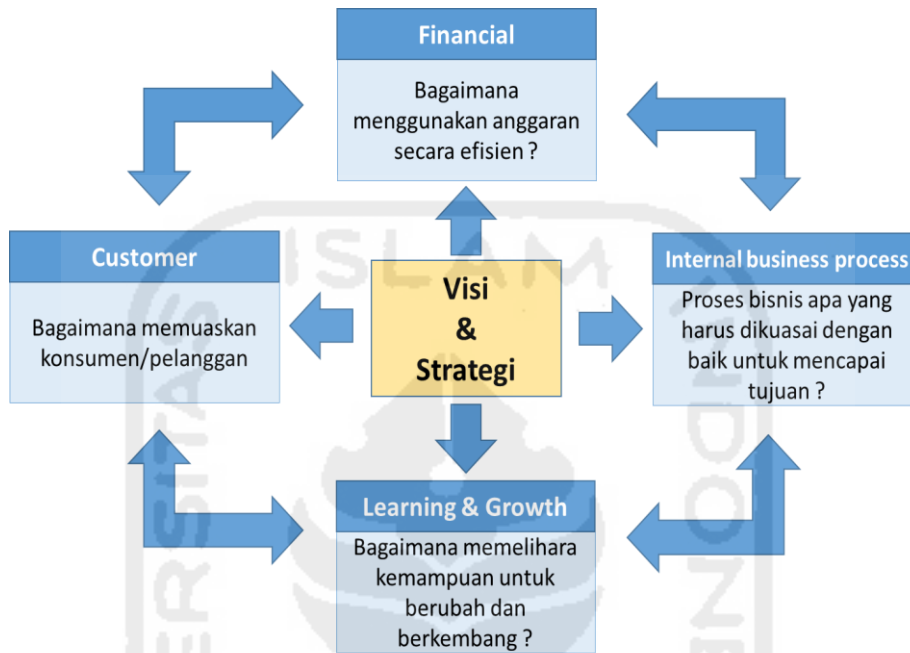 Financial
Bagaimana
menggunakan anggaran
secara efisien ?
Customer
Bagaimana memuaskan
konsumen/pelanggan
Visi
&
Strategi
Internal business process
Proses bisnis apa yang
harus dikuasai dengan
baik untuk mencapai
tujuan ?
Learning & Growth
Bagaimana memelihara
kemampuan untuk
berubah dan
berkembang ?
ISLAM